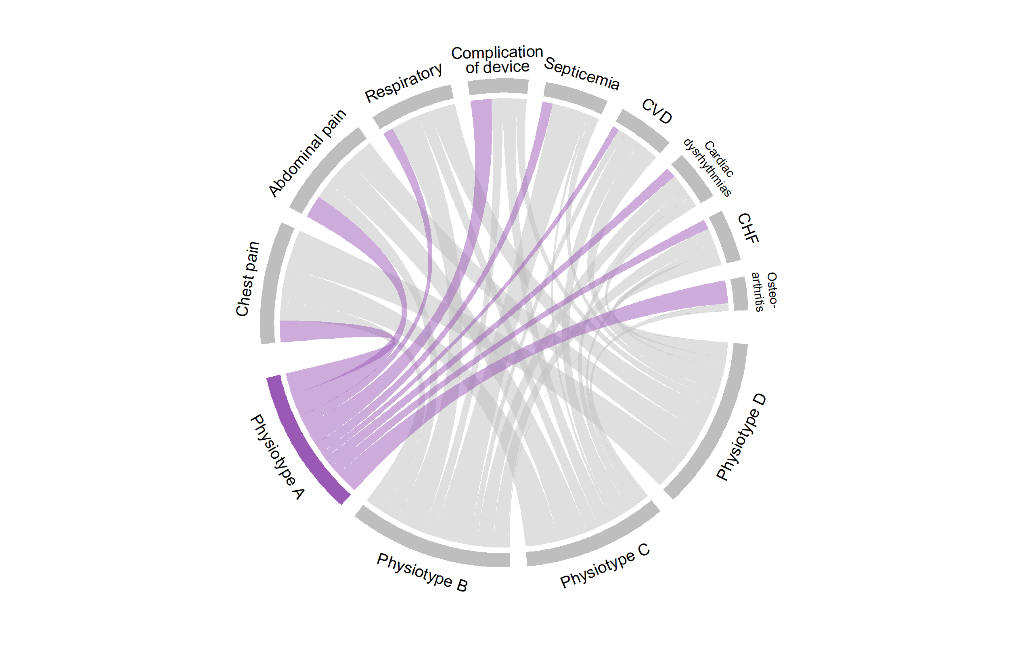 Complication
of device
Septicemia
CVD
Cardiac
dysrhythmias
CHF
Osteo-
arthritis
Physiotype D
Physiotype C
Physiotype B
Physiotype A
Chest pain
Abdominal pain
Respiratory